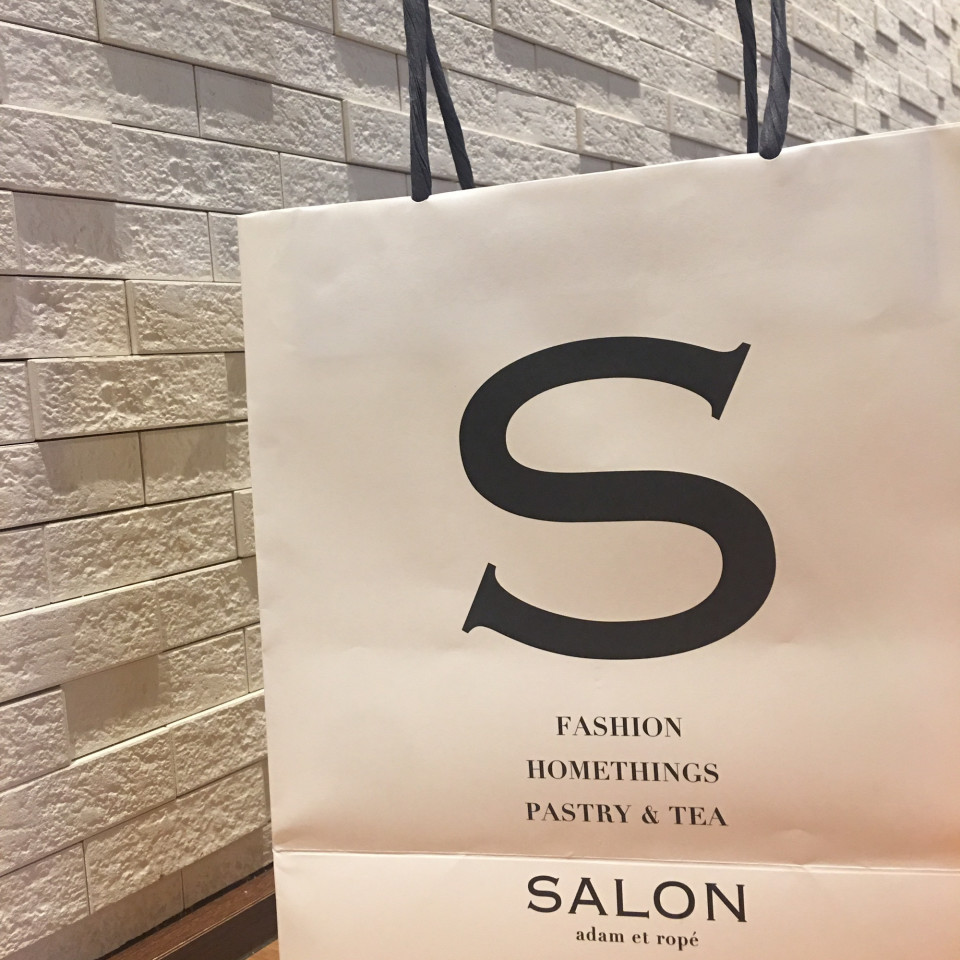 S
FASHION
HOMETHINGS
PASTRY & TEA
SALON
adam et ropé